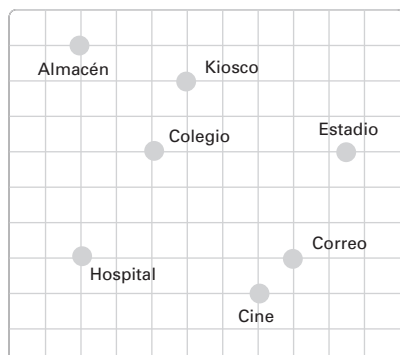 Almacén
Kiosco
Colegio
Estadio
Correo
Hospital
Cine